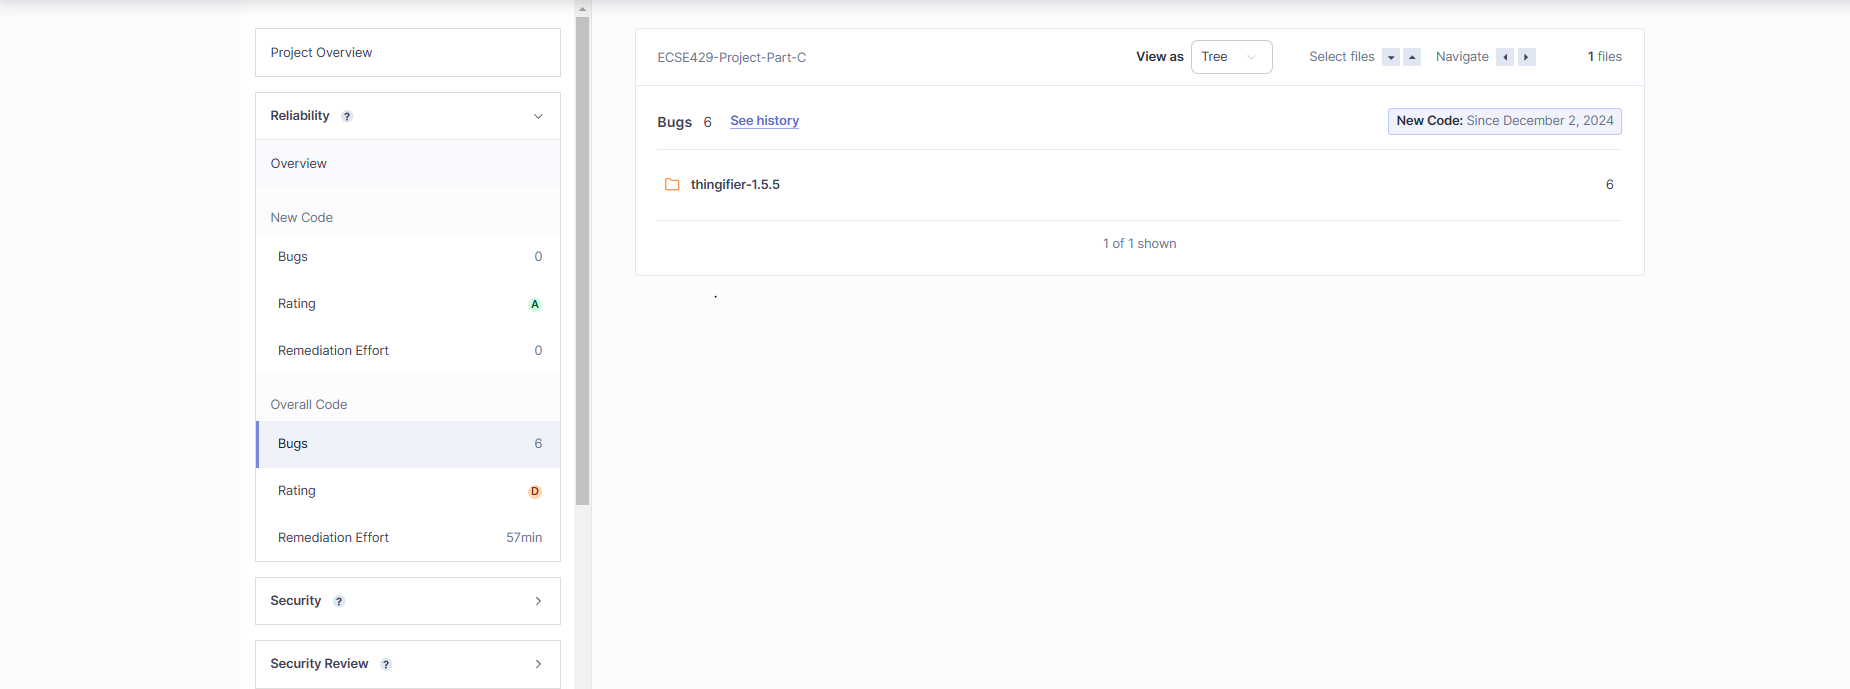 Project Overview
Reliability ?
Overview
New Code
Bugs 0
Rating A
Remediation Effort 0
Overall Code
Bugs 6
Rating D
Remediation Effort 57min
Security ?
Security Review ?
ECSE429-Project-Part-C View as Tree Select files Navigate 1 files
Bugs 6 See history New Code: Since December 2, 2024
thingifier-1.5.5 6
1 of 1 shown